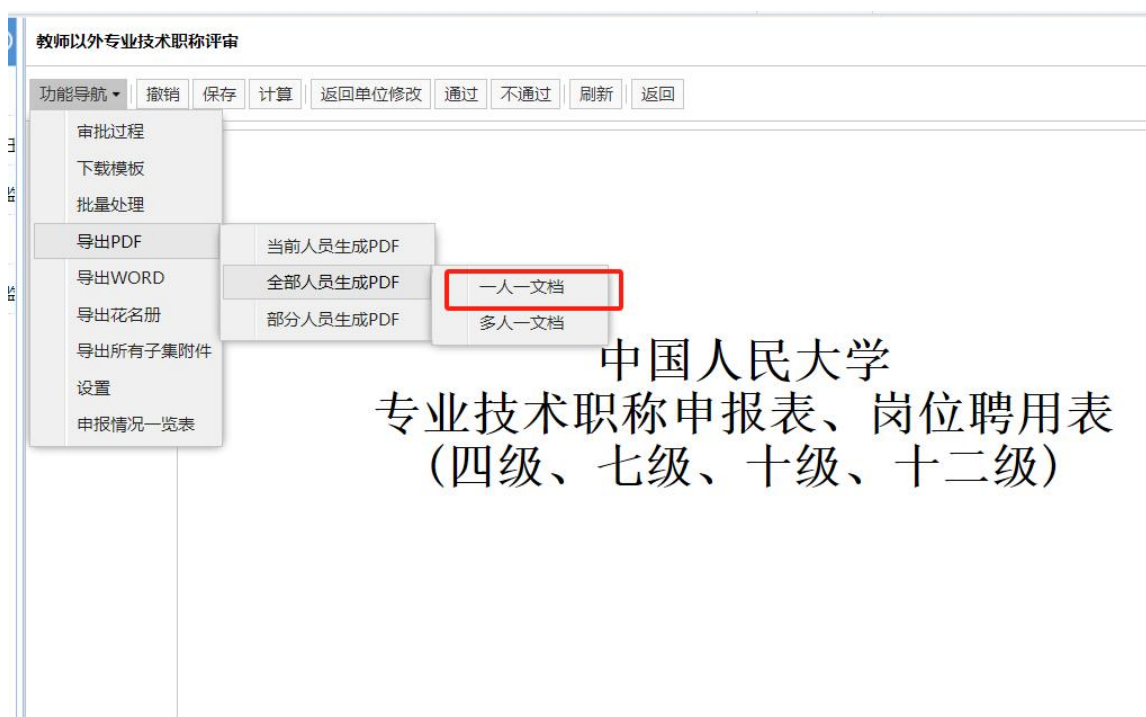 教师以外专业技术职称评审
功能导航 撤销 保存 计算 返回单位修改 通过 不通过 刷新 返回
审批过程
下载模板
批量处理
导出PDF
当前人员生成PDF
导出WORD
全部人员生成PDF
一人一文档
导出花名册
部分人员生成PDF
多人一文档
导出所有子集附件
设置
申报情况一览表
中国人民大学
专业技术职称申报表、岗位聘用表
（四级、七级、十级、十二级）